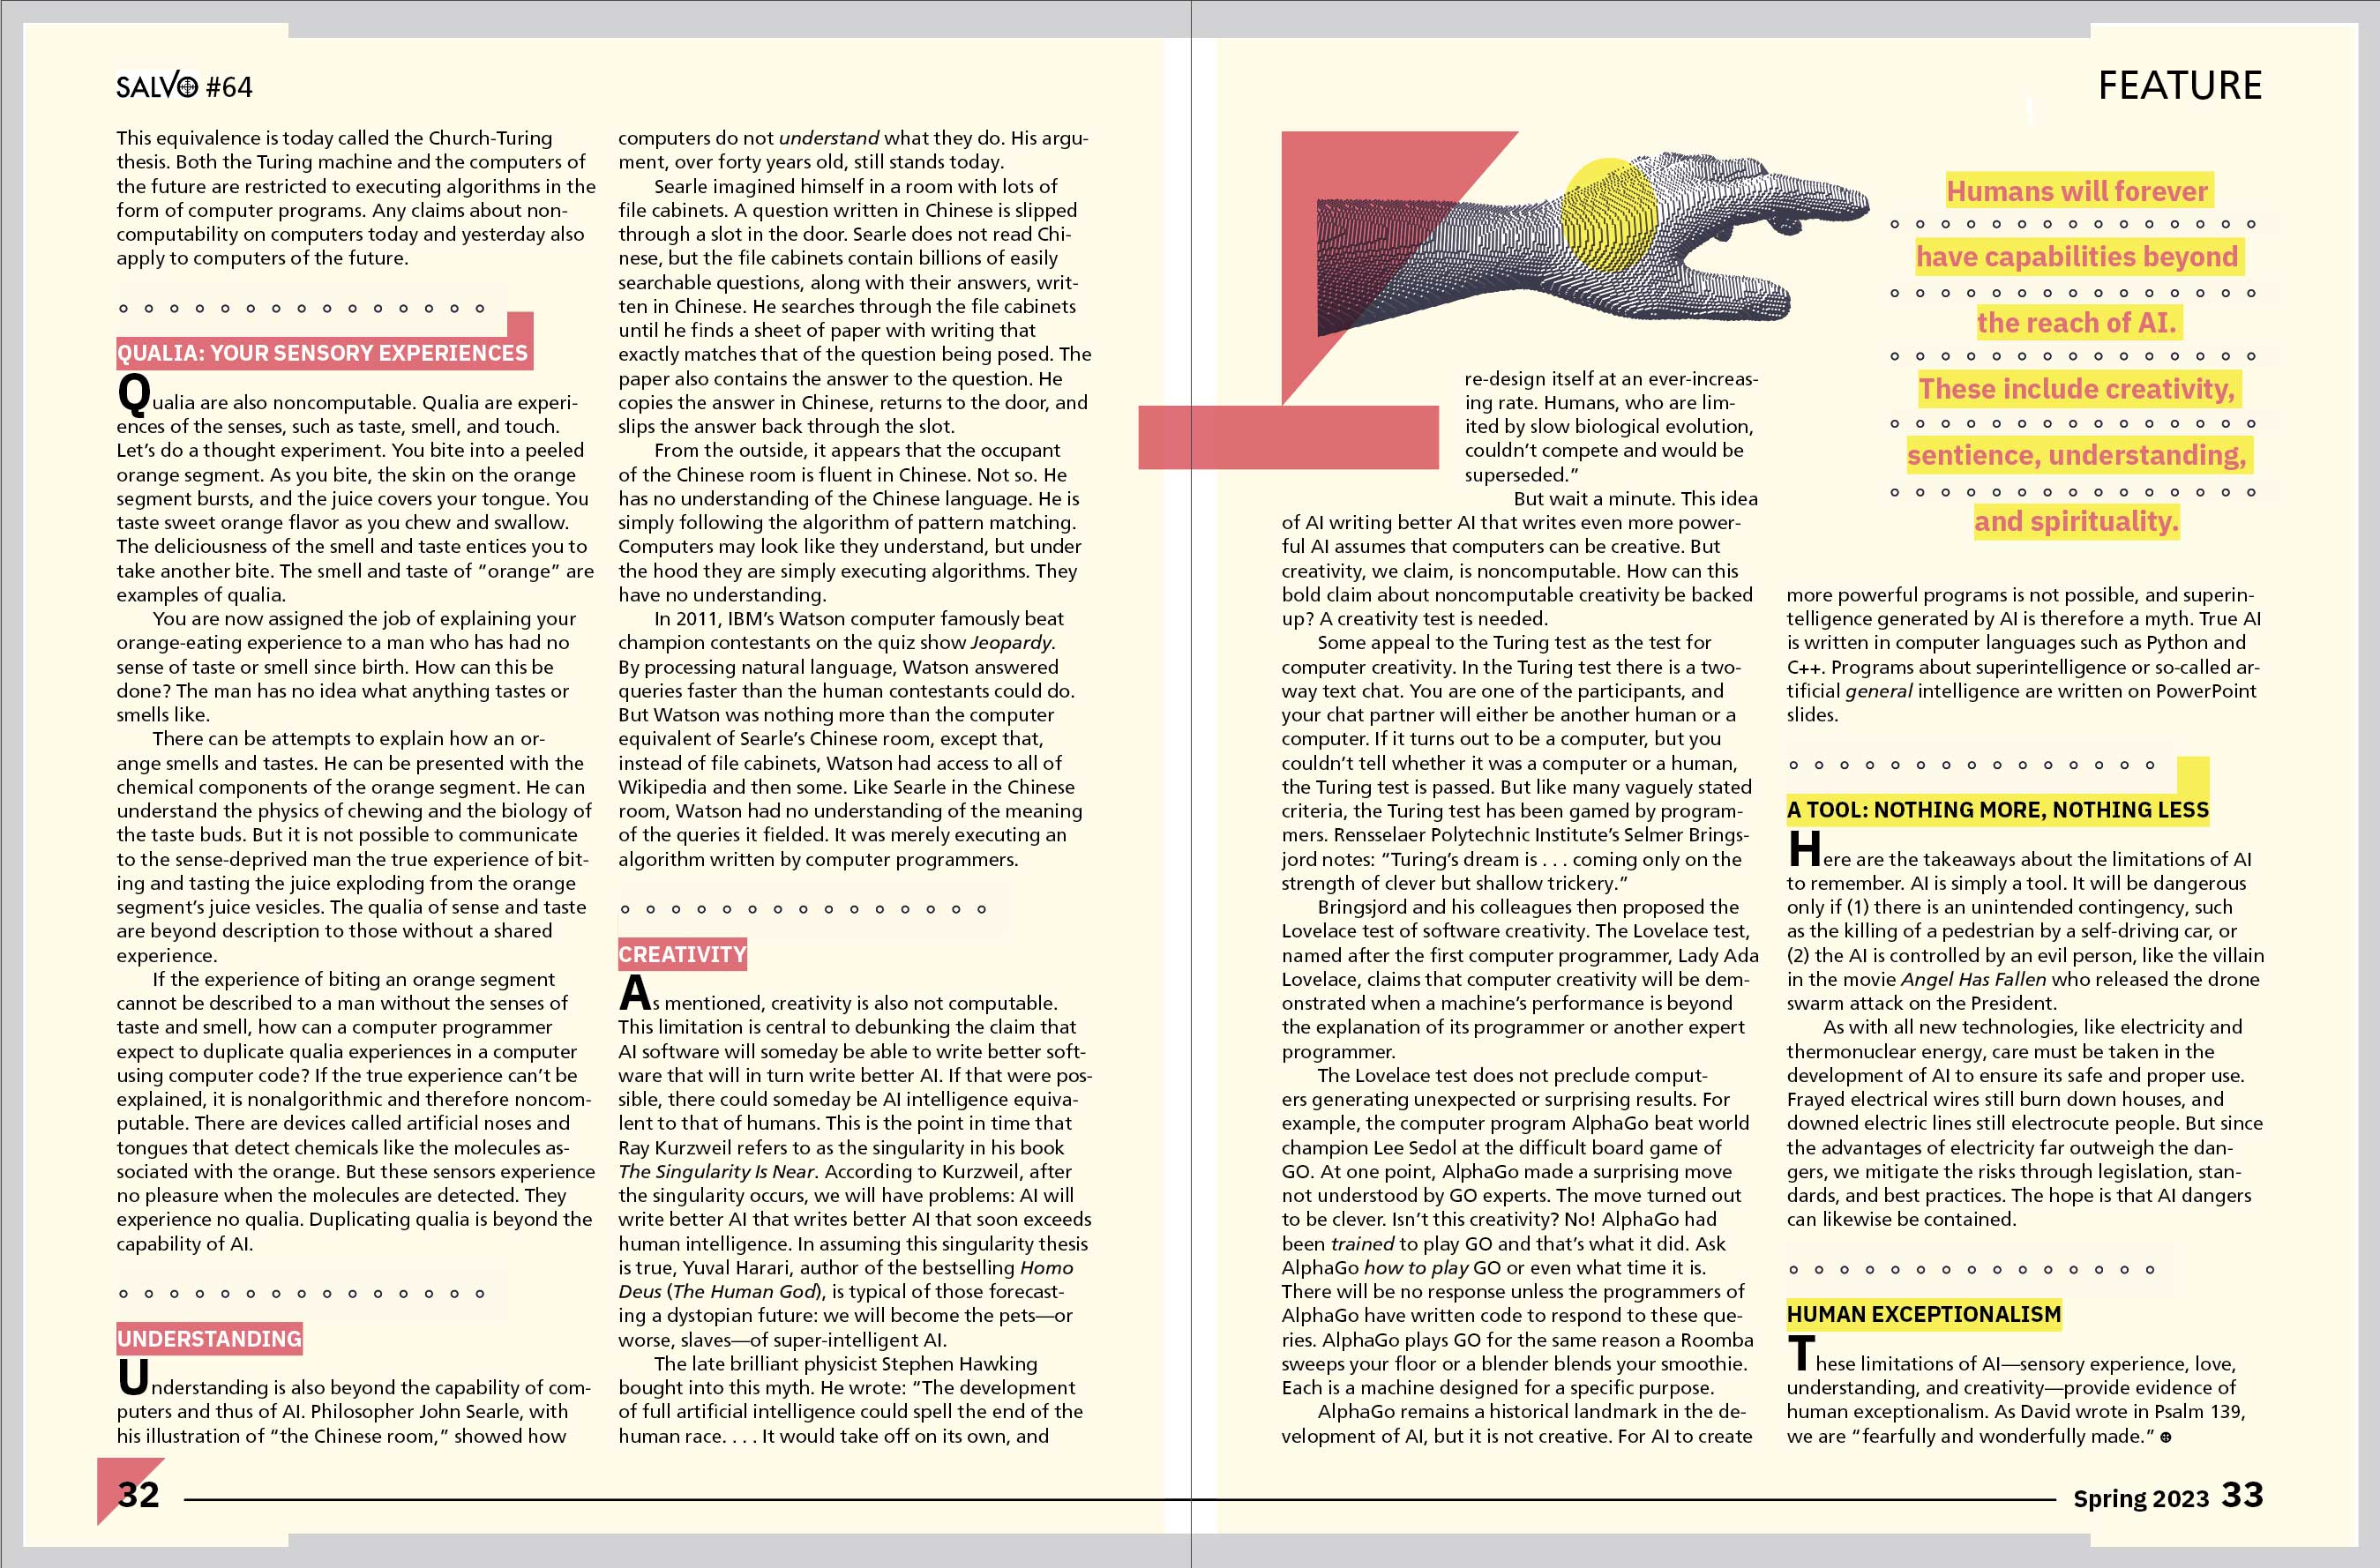 SALVO #64
This equivalence is today called the Church-Turing
thesis. Both the Turing machine and the computers of
the future are restricted to executing algorithms in the
form of computer programs. Any claims about non-
computability on computers today and yesterday also
apply to computers of the future.
QUALIA: YOUR SENSORY EXPERIENCES
Qualia are also noncomputable. Qualia are experi-
ences of the senses, such as taste, smell, and touch.
Let’s do a thought experiment. You bite into a peeled
orange segment. As you bite, the skin on the orange
segment bursts, and the juice covers your tongue. You
taste sweet orange flavor as you chew and swallow.
The deliciousness of the smell and taste entices you to
take another bite. The smell and taste of “orange” are
examples of qualia.
You are now assigned the job of explaining your
orange-eating experience to a man who has had no
sense of taste or smell since birth. How can this be
done? The man has no idea what anything tastes or
smells like.
There can be attempts to explain how an or-
ange smells and tastes. He can be presented with the
chemical components of the orange segment. He can
understand the physics of chewing and the biology of
the taste buds. But it is not possible to communicate
to the sense-deprived man the true experience of bit-
ing and tasting the juice exploding from the orange
segment’s juice vesicles. The qualia of sense and taste
are beyond description to those without a shared
experience.
If the experience of biting an orange segment
cannot be described to a man without the senses of
taste and smell, how can a computer programmer
expect to duplicate qualia experiences in a computer
using computer code? If the true experience can’t be
explained, it is nonalgorithmic and therefore noncom-
putable. There are devices called artificial noses and
tongues that detect chemicals like the molecules as-
sociated with the orange. But these sensors experience
no pleasure when the molecules are detected. They
experience no qualia. Duplicating qualia is beyond the
capability of AI.
UNDERSTANDING
Understanding is also beyond the capability of com-
puters and thus of AI. Philosopher John Searle, with
his illustration of “the Chinese room,” showed how
computers do not understand what they do. His argu-
ment, over forty years old, still stands today.
Searle imagined himself in a room with lots of
file cabinets. A question written in Chinese is slipped
through a slot in the door. Searle does not read Chi-
nese, but the file cabinets contain billions of easily
searchable questions, along with their answers, writ-
ten in Chinese. He searches through the file cabinets
until he finds a sheet of paper with writing that
exactly matches that of the question being posed. The
paper also contains the answer to the question. He
copies the answer in Chinese, returns to the door, and
slips the answer back through the slot.
From the outside, it appears that the occupant
of the Chinese room is fluent in Chinese. Not so. He
has no understanding of the Chinese language. He is
simply following the algorithm of pattern matching.
Computers may look like they understand, but under
the hood they are simply executing algorithms. They
have no understanding.
In 2011, IBM’s Watson computer famously beat
champion contestants on the quiz show Jeopardy.
By processing natural language, Watson answered
queries faster than the human contestants could do.
But Watson was nothing more than the computer
equivalent of Searle’s Chinese room, except that,
instead of file cabinets, Watson had access to all of
Wikipedia and then some. Like Searle in the Chinese
room, Watson had no understanding of the meaning
of the queries it fielded. It was merely executing an
algorithm written by computer programmers.
CREATIVITY
As mentioned, creativity is also not computable.
This limitation is central to debunking the claim that
AI software will someday be able to write better soft-
ware that will in turn write better AI. If that were pos-
sible, there could someday be AI intelligence equiva-
lent to that of humans. This is the point in time that
Ray Kurzweil refers to as the singularity in his book
The Singularity Is Near. According to Kurzweil, after
the singularity occurs, we will have problems: AI will
write better AI that writes better AI that soon exceeds
human intelligence. In assuming this singularity thesis
is true, Yuval Harari, author of the bestselling Homo
Deus (The Human God), is typical of those forecast-
ing a dystopian future: we will become the pets—or
worse, slaves—of super-intelligent AI.
The late brilliant physicist Stephen Hawking
bought into this myth. He wrote: “The development
of full artificial intelligence could spell the end of the
human race. . . . It would take off on its own, and
32
FEATURE
re-design itself at an ever-increas-
ing rate. Humans, who are lim-
ited by slow biological evolution,
couldn’t compete and would be
superseded.”
But wait a minute. This idea
of AI writing better AI that writes even more power-
ful AI assumes that computers can be creative. But
creativity, we claim, is noncomputable. How can this
bold claim about noncomputable creativity be backed
up? A creativity test is needed.
Some appeal to the Turing test as the test for
computer creativity. In the Turing test there is a two-
way text chat. You are one of the participants, and
your chat partner will either be another human or a
computer. If it turns out to be a computer, but you
couldn’t tell whether it was a computer or a human,
the Turing test is passed. But like many vaguely stated
criteria, the Turing test has been gamed by program-
mers. Rensselaer Polytechnic Institute’s Selmer Brings-
jord notes: “Turing’s dream is . . . coming only on the
strength of clever but shallow trickery.”
Bringsjord and his colleagues then proposed the
Lovelace test of software creativity. The Lovelace test,
named after the first computer programmer, Lady Ada
Lovelace, claims that computer creativity will be dem-
onstrated when a machine’s performance is beyond
the explanation of its programmer or another expert
programmer.
The Lovelace test does not preclude comput-
ers generating unexpected or surprising results. For
example, the computer program AlphaGo beat world
champion Lee Sedol at the difficult board game of
GO. At one point, AlphaGo made a surprising move
not understood by GO experts. The move turned out
to be clever. Isn’t this creativity? No! AlphaGo had
been trained to play GO and that’s what it did. Ask
AlphaGo how to play GO or even what time it is.
There will be no response unless the programmers of
AlphaGo have written code to respond to these que-
ries. AlphaGo plays GO for the same reason a Roomba
sweeps your floor or a blender blends your smoothie.
Each is a machine designed for a specific purpose.
AlphaGo remains a historical landmark in the de-
velopment of AI, but it is not creative. For AI to create
Humans will forever
have capabilities beyond
the reach of AI.
These include creativity,
sentience, understanding,
and spirituality.
more powerful programs is not possible, and superin-
telligence generated by AI is therefore a myth. True AI
is written in computer languages such as Python and
C++. Programs about superintelligence or so-called ar-
tificial general intelligence are written on PowerPoint
slides.
A TOOL: NOTHING MORE, NOTHING LESS
Here are the takeaways about the limitations of AI
to remember. AI is simply a tool. It will be dangerous
only if (1) there is an unintended contingency, such
as the killing of a pedestrian by a self-driving car, or
(2) the AI is controlled by an evil person, like the villain
in the movie Angel Has Fallen who released the drone
swarm attack on the President.
As with all new technologies, like electricity and
thermonuclear energy, care must be taken in the
development of AI to ensure its safe and proper use.
Frayed electrical wires still burn down houses, and
downed electric lines still electrocute people. But since
the advantages of electricity far outweigh the dan-
gers, we mitigate the risks through legislation, stan-
dards, and best practices. The hope is that AI dangers
can likewise be contained.
HUMAN EXCEPTIONALISM
These limitations of AI—sensory experience, love,
understanding, and creativity—provide evidence of
human exceptionalism. As David wrote in Psalm 139,
we are “fearfully and wonderfully made.”
Spring 2023 33